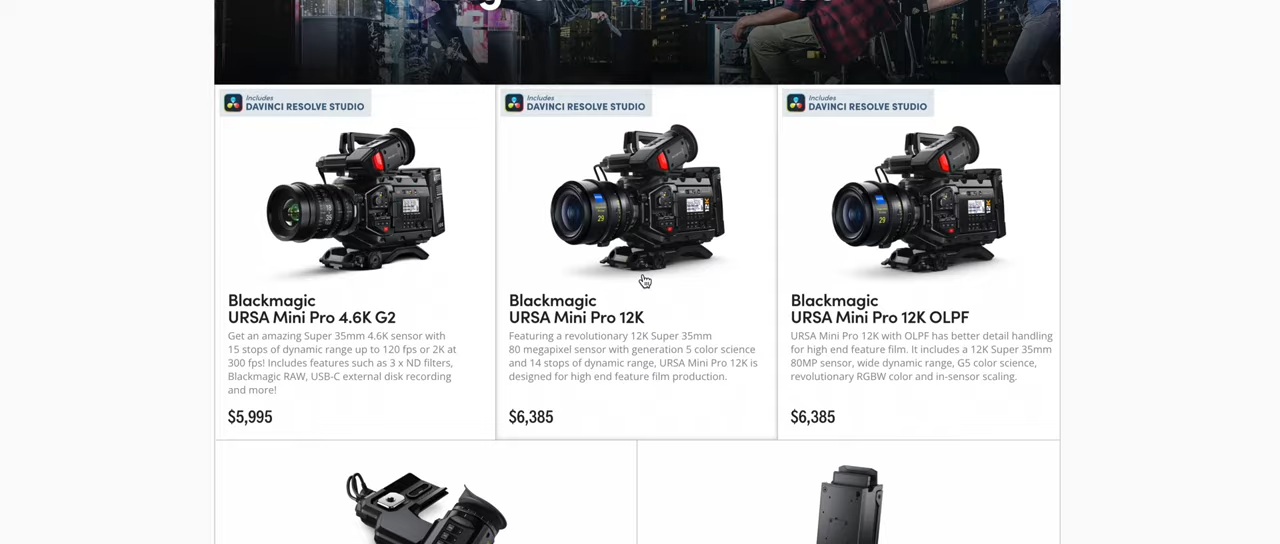 Includes
DAVINCI RESOLVE STUDIO
Includes
DAVINCI RESOLVE STUDIO
Includes
DAVINCI RESOLVE STUDIO
29
12K
29
12K
Blackmagic
URSA Mini Pro 4.6K G2
Get an amazing Super 35mm 4.6K sensor with
15 stops of dynamic range up to 120 fps or 2K at
300 fps! Includes features such as 3 x ND filters,
Blackmagic RAW, USB-C external disk recording
and more!
$5,995
Blackmagic
URSA Mini Pro 12K
Featuring a revolutionary 12K Super 35mm
80 megapixel sensor with generation 5 color science
and 14 stops of dynamic range, URSA Mini Pro 12K is
designed for high end feature film production.
$6,385
Blackmagic
URSA Mini Pro 12K OLPF
URSA Mini Pro 12K with OLPF has better detail handling
for high end feature film. It includes a 12K Super 35mm
80MP sensor, wide dynamic range, G5 color science,
revolutionary RGBW color and in-sensor scaling.
$6,385